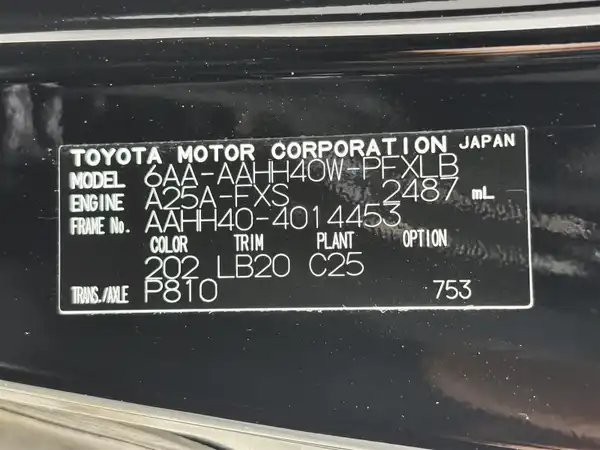 TOYOTA MOTOR CORPORATION JAPAN
MODEL 6AA-AAHH40W-PFXLB
ENGINE A25A-FXS 2487 mL
FRAME No. AAHH40-4014453
COLOR TRIM PLANT OPTION
202 LB20 C25
TRANS./AXLE P810 753